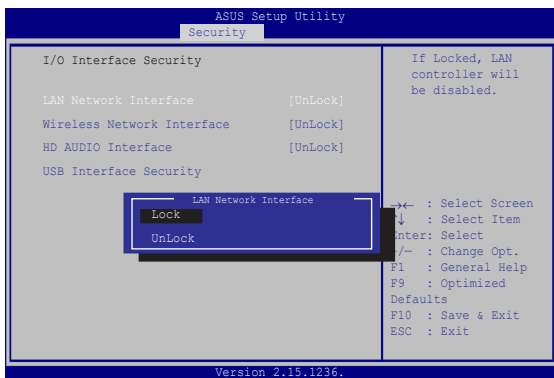 ASUS Setup Utility
Security
I/O Interface Security
LAN Network Interface [UnLock]
Wireless Network Interface [UnLock]
HD AUDIO Interface [UnLock]
USB Interface Security
LAN Network Interface
Lock
UnLock
If Locked, LAN
controller will
be disabled.
→← : Select Screen
↑↓ : Select Item
Enter: Select
+/— : Change Opt.
F1 : General Help
F9 : Optimized
Defaults
F10 : Save & Exit
ESC : Exit
Version 2.15.1236.